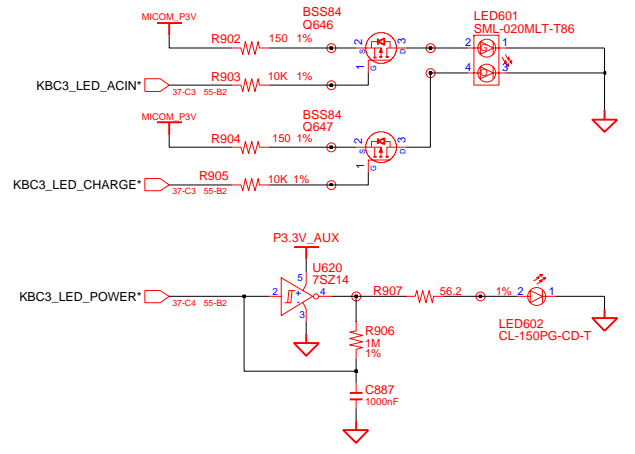 BSS84
Q646
LED601
SML-020MLT-T86
MICOM_P3V
R902 150 1% 2 S D 3 2 1
G 1
4 3
KBC3_LED_ACIN* 37-C3 55-B2 R903 10K 1%
MICOM_P3V
BSS84
Q647
R904 150 1% 2 S D 3
G 1
KBC3_LED_CHARGE* 37-C3 55-B2 R905 10K 1%
P3.3V_AUX
U620
7SZ14
5
KBC3_LED_POWER* 37-C4 55-B2 2 + - 4 R907 56.2 1% 2 1
3
LED602
CL-150PG-CD-T
R906
1M
1%
C887
1000nF